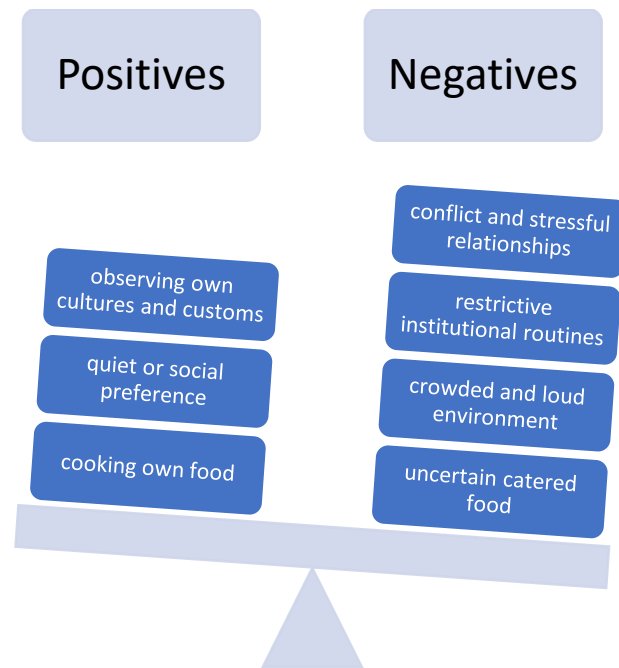 Positives
Negatives
observing own
cultures and customs
quiet or social
preference
cooking own food
conflict and stressful
relationships
restrictive
institutional routines
crowded and loud
environment
uncertain catered
food